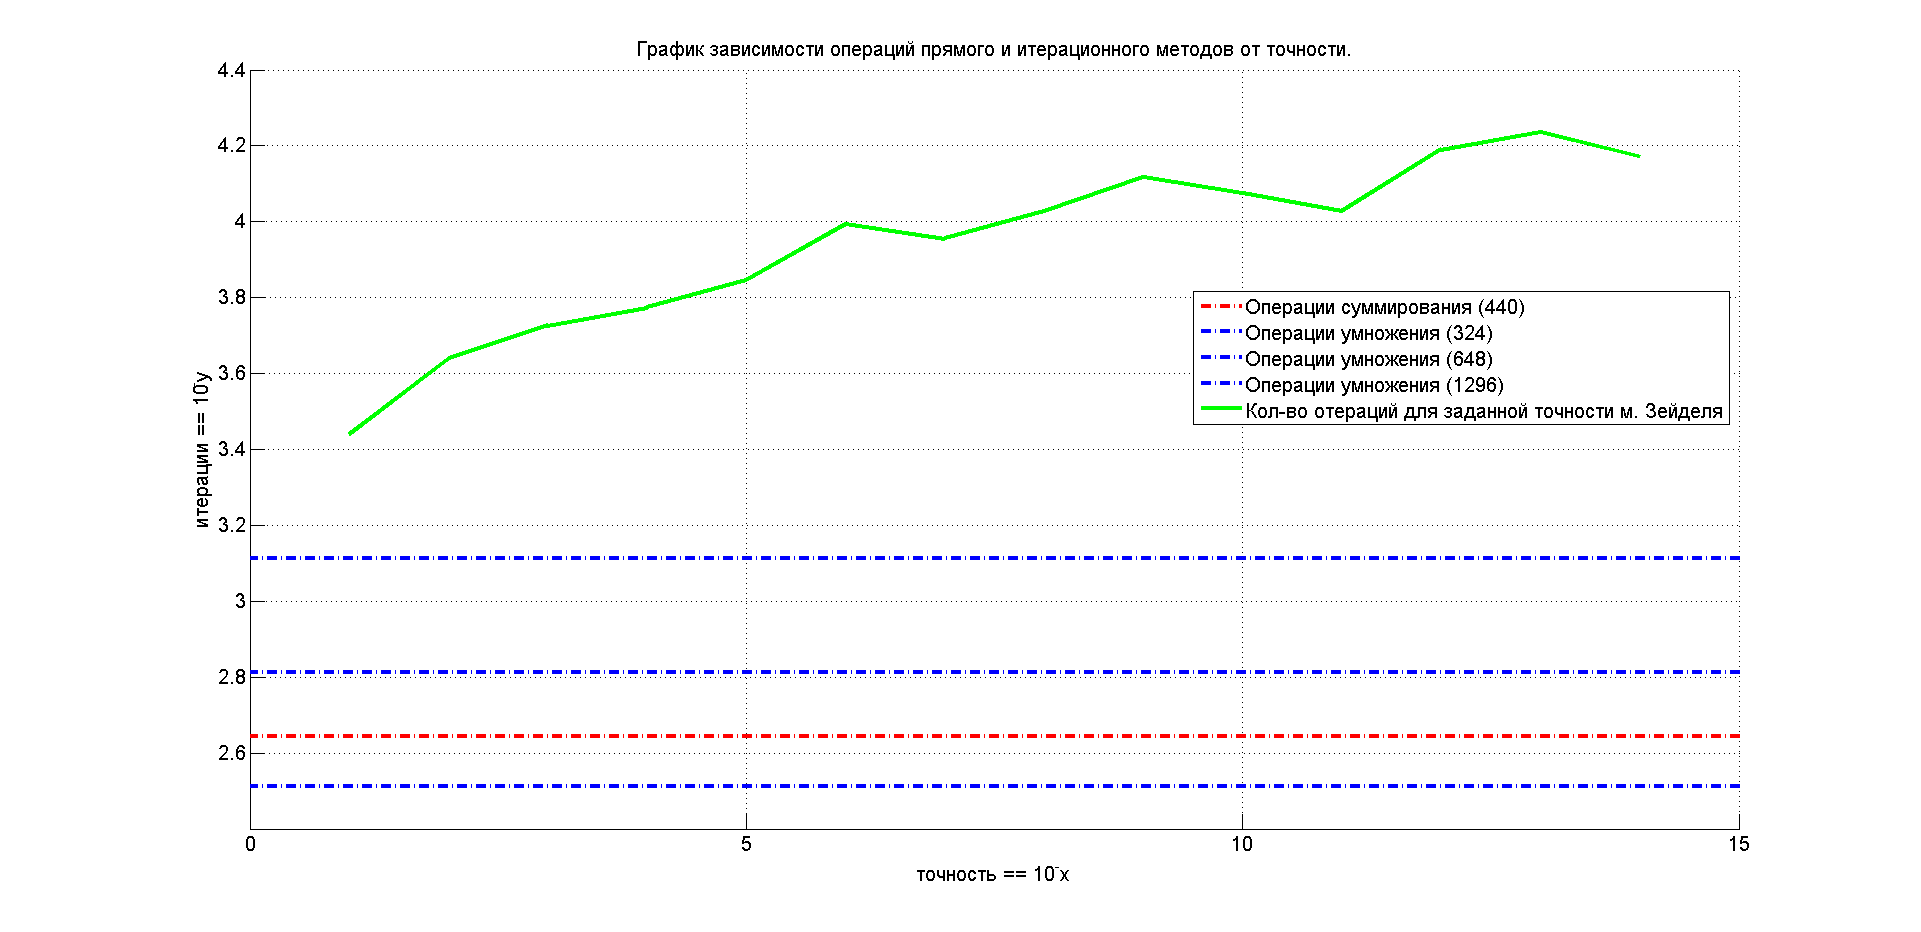 График зависимости операций прямого и итерационного методов от точности.
4.4
4.2
4
3.8
3.6
3.4
3.2
3
2.8
2.6
итерации == 10^-y
Операции суммирования (440)
Операции умножения (324)
Операции умножения (648)
Операции умножения (1296)
Кол-во отераций для заданной точности м. Зейделя
0 5 10 15
точность == 10^-x